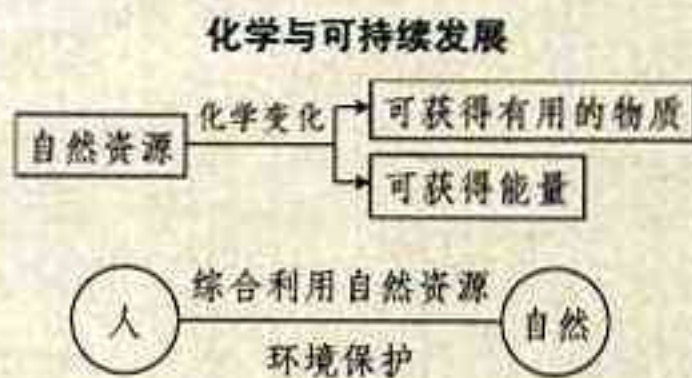 化学与可持续发展
自然资源
化学变化
可获得有用的物质
可获得能量
人
综合利用自然资源
环境保护
自然